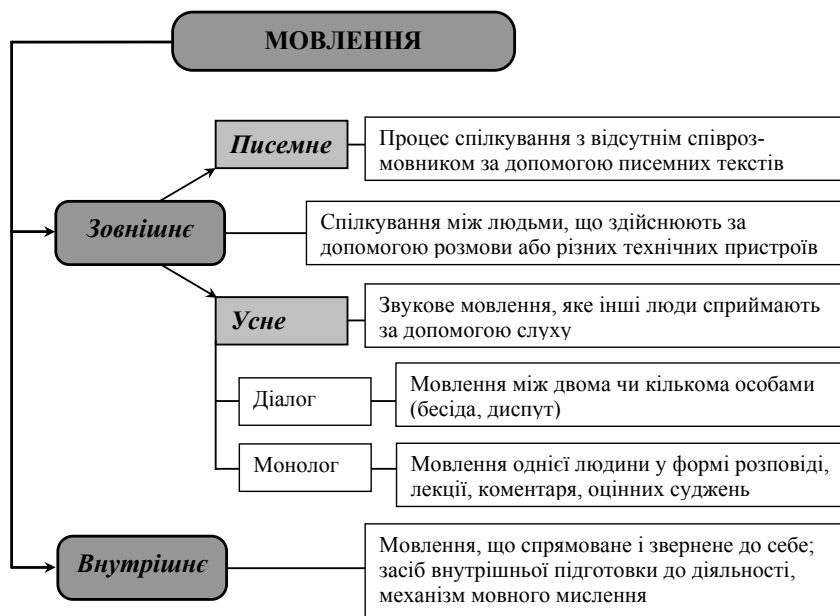 МОВЛЕННЯ
Писемне
Процес спілкування з відсутнім співроз-
мовником за допомогою писемних текстів
Зовнішнє
Спілкування між людьми, що здійснюють за
допомогою розмови або різних технічних пристроїв
Усне
Звукове мовлення, яке інші люди сприймають
за допомогою слуху
Діалог
Мовлення між двома чи кількома особами
(бесіда, диспут)
Монолог
Мовлення однієї людини у формі розповіді,
лекції, коментаря, оцінних суджень
Внутрішнє
Мовлення, що спрямоване і звернене до себе;
засіб внутрішньої підготовки до діяльності,
механізм мовного мислення